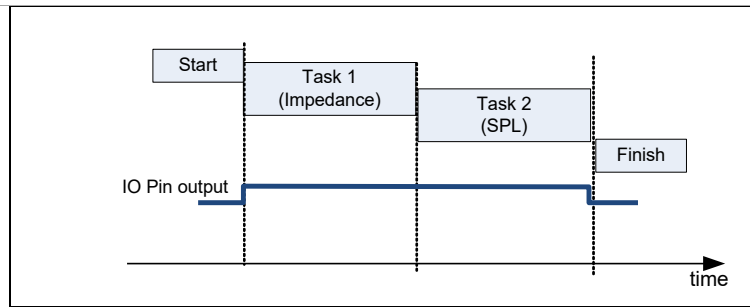 Start
Task 1
(Impedance)
Task 2
(SPL)
Finish
IO Pin output
time